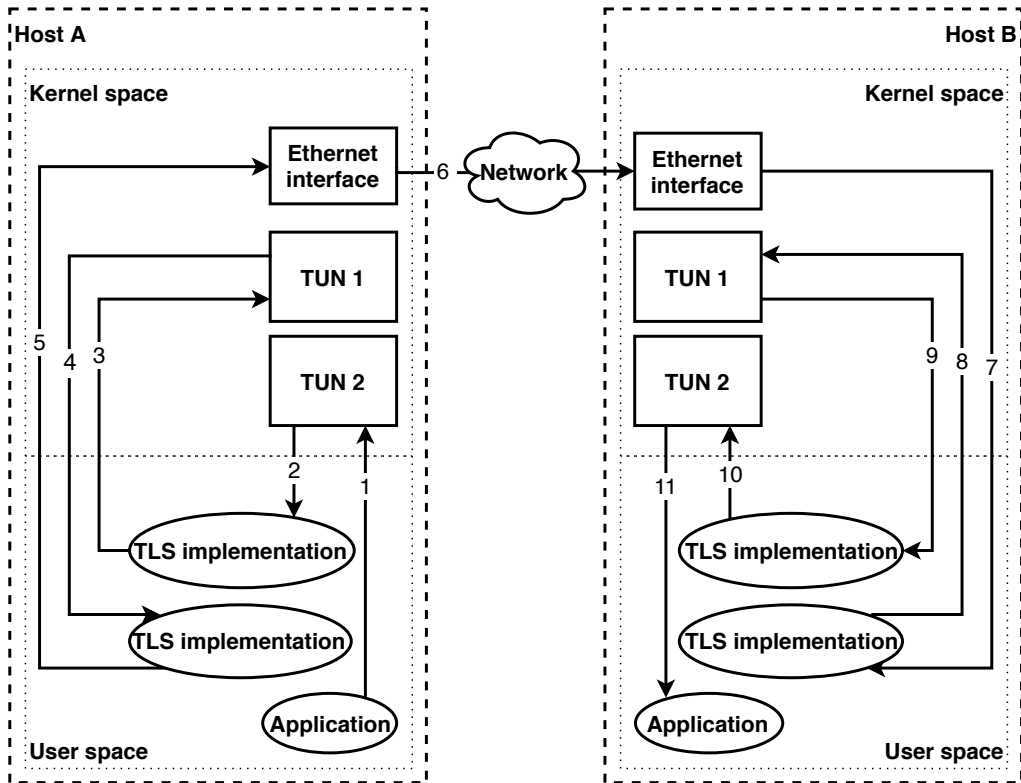 Host A
Host B
Kernel space
Kernel space
Ethernet
interface
6
Network
Ethernet
interface
TUN 1
TUN 1
5
4
3
9
8
7
TUN 2
TUN 2
2
1
11
10
TLS implementation
TLS implementation
TLS implementation
TLS implementation
Application
Application
User space
User space